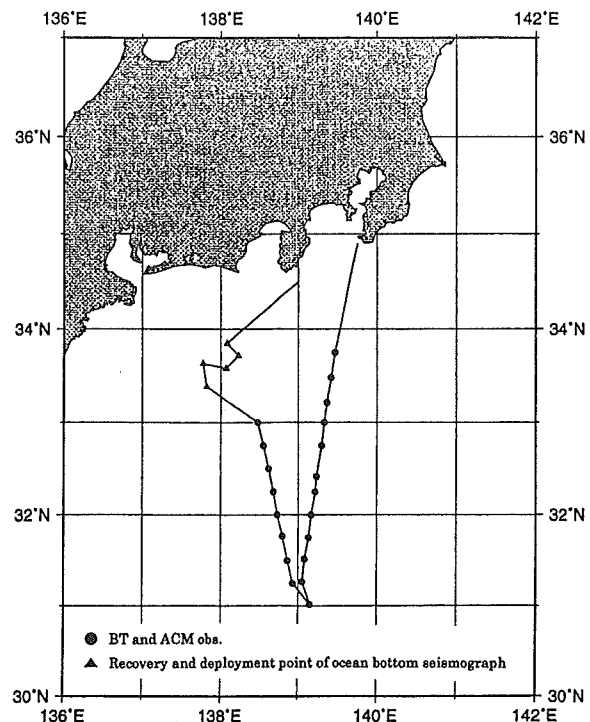 136°E 138°E 140°E 142°E
36°N 36°N
34°N 34°N
32°N 32°N
BT and ACM obs.
Recovery and deployment point of ocean bottom seismograph
30°N 30°N
136°E 138°E 140°E 142°E